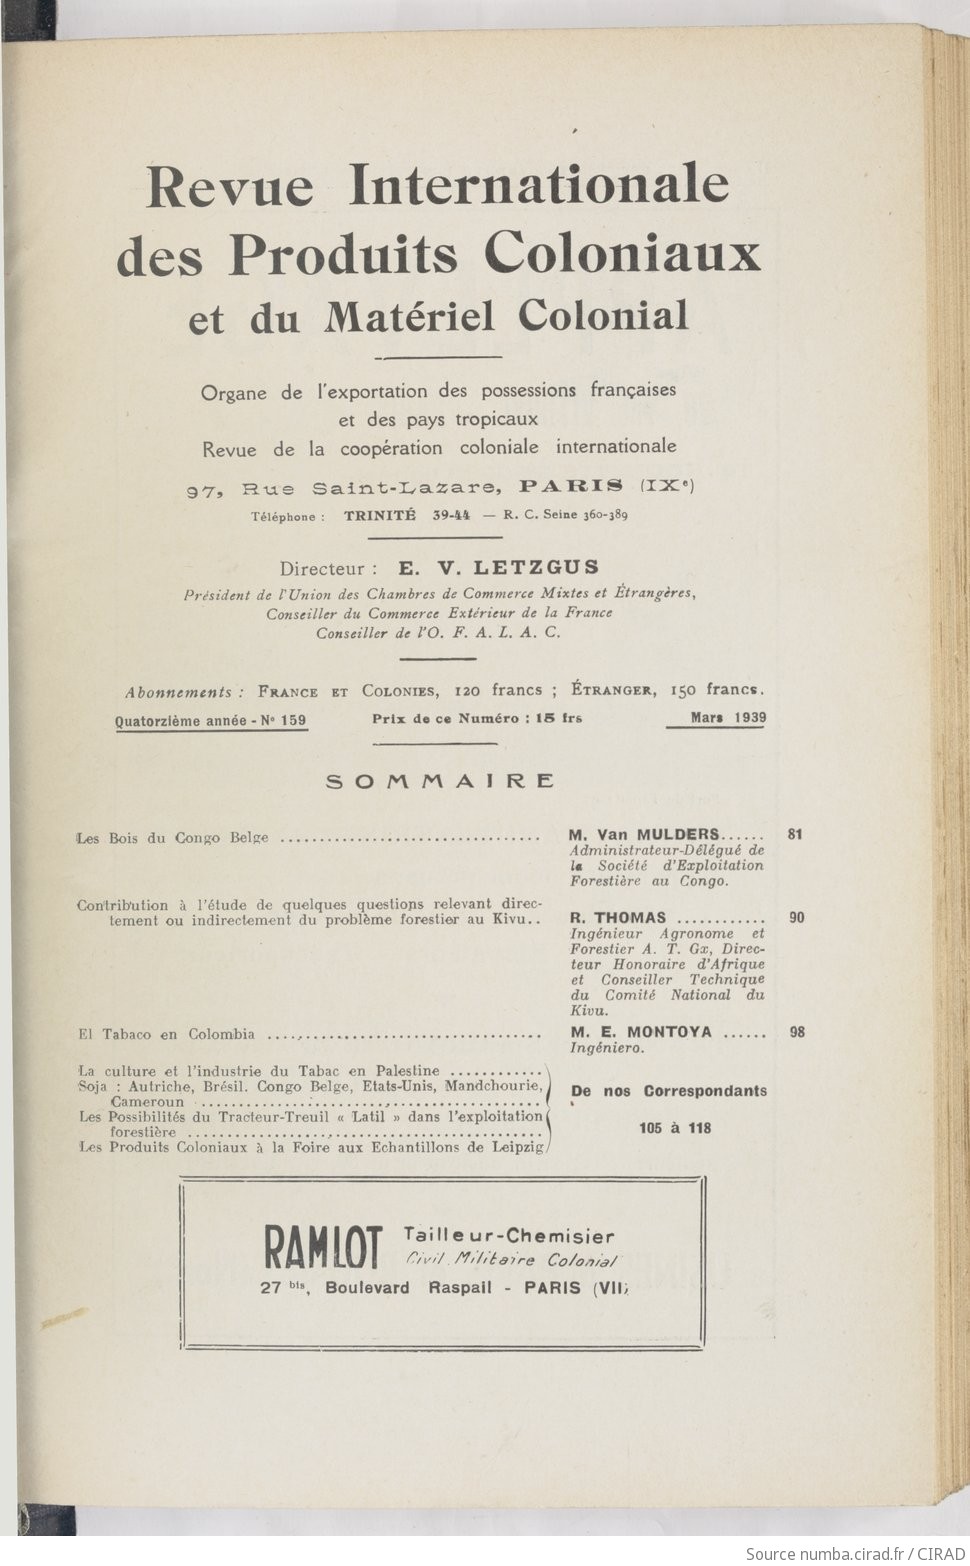 Revue Internationale
des Produits Coloniaux
et du Matériel Colonial
Organe de l'exportation des possessions françaises
et des pays tropicaux
Revue de la coopération coloniale internationale
97, Rue Saint-Lazare, PARIS (IXe)
Téléphone : TRINITÉ 39-44 — R. C. Seine 360-389
Directeur : E. V. LETZGUS
Président de l'Union des Chambres de Commerce Mixtes et Étrangères,
Conseiller du Commerce Extérieur de la France
Conseiller de l'O. F. A. L. A. C.
Abonnements : FRANCE ET COLONIES, 120 francs ; ÉTRANGER, 150 francs.
Quatorzième année - N° 159 Prix de ce Numéro : 15 frs Mars 1939
SOMMAIRE
Les Bois du Congo Belge ................................ M. Van MULDERS...... 81
Administrateur-Délégué de
la Société d'Exploitation
Forestière au Congo.
Contribution à l'étude de quelques questions relevant direc-
tement ou indirectement du problème forestier au Kivu.. R. THOMAS ............ 90
Ingénieur Agronome et
Forestier A. T. Gx, Direc-
teur Honoraire d'Afrique
et Conseiller Technique
du Comité National du
Kivu.
El Tabaco en Colombia .................................. M. E. MONTOYA ...... 98
Ingéniero.
La culture et l'industrie du Tabac en Palestine ............
Soja : Autriche, Brésil. Congo Belge, Etats-Unis, Mandchourie,
Cameroun ..........................................
Les Possibilités du Tracteur-Treuil « Latil » dans l'exploitation
forestière ............................................
Les Produits Coloniaux à la Foire aux Echantillons de Leipzig
De nos Correspondants
105 à 118
RAMLOT Tailleur-Chemisier
Civil Militaire Colonial
27 bis, Boulevard Raspail - PARIS (VII)
Source numba.cirad.fr / CIRAD